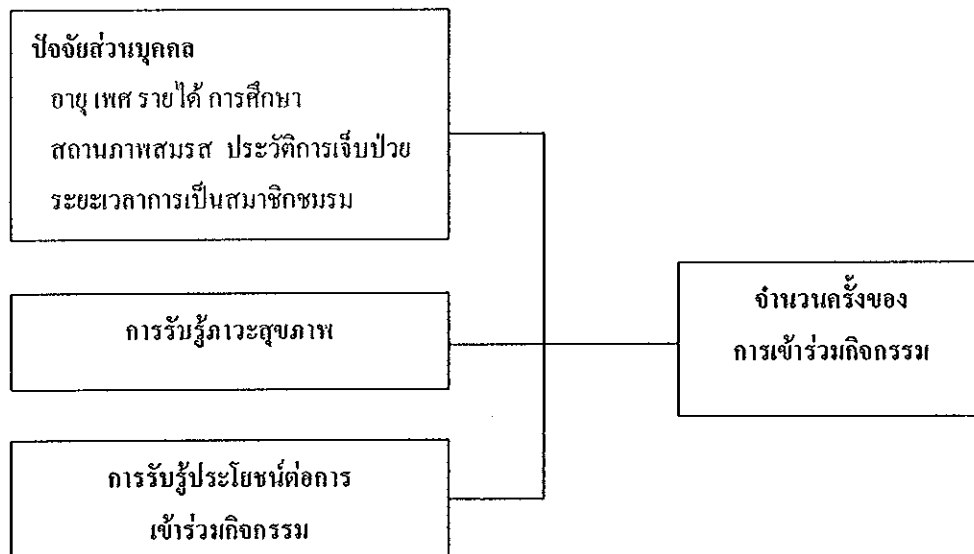 ปัจจัยส่วนบุคคล
อายุ เพศ รายได้ การศึกษา
สถานภาพสมรส ประวัติการเจ็บป่วย
ระยะเวลาการเป็นสมาชิกชมรม
การรับรู้ภาวะสุขภาพ
จำนวนครั้งของ
การเข้าร่วมกิจกรรม
การรับรู้ประโยชน์ต่อการ
เข้าร่วมกิจกรรม